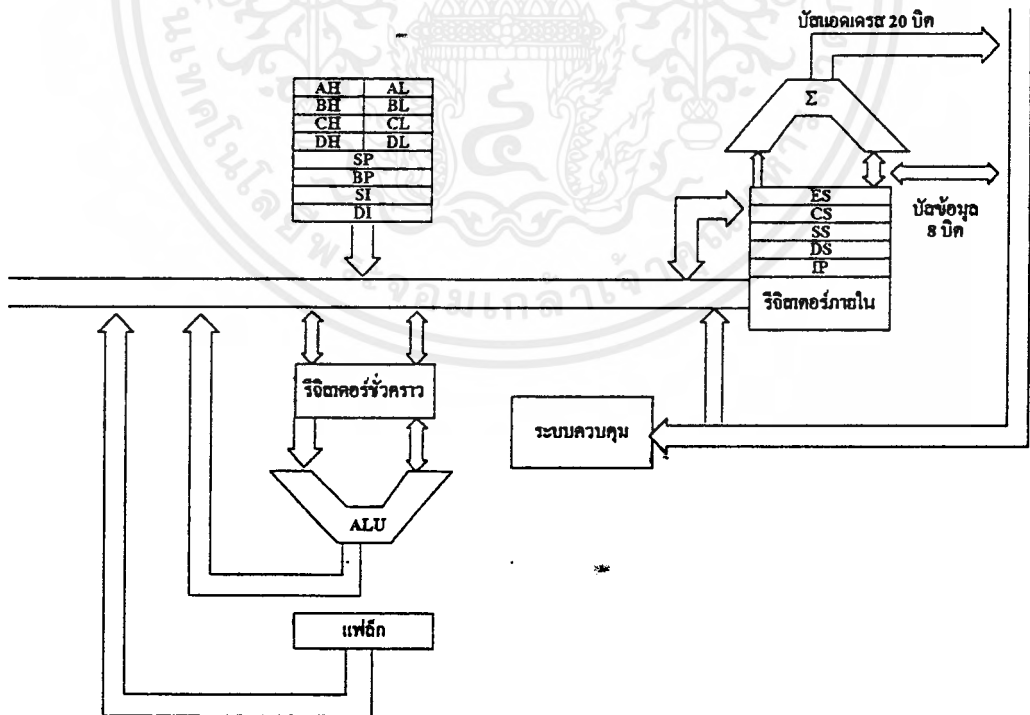 บัสแอดเดรส 20 บิต
Σ
AH AL
BH BL
CH CL
DH DL
SP
BP
SI
DI
ES
CS
SS
DS
IP
รีจิสเตอร์ภายใน
บัสข้อมูล
8 บิต
รีจิสเตอร์ชั่วคราว
ระบบควบคุม
ALU
แฟล็ก